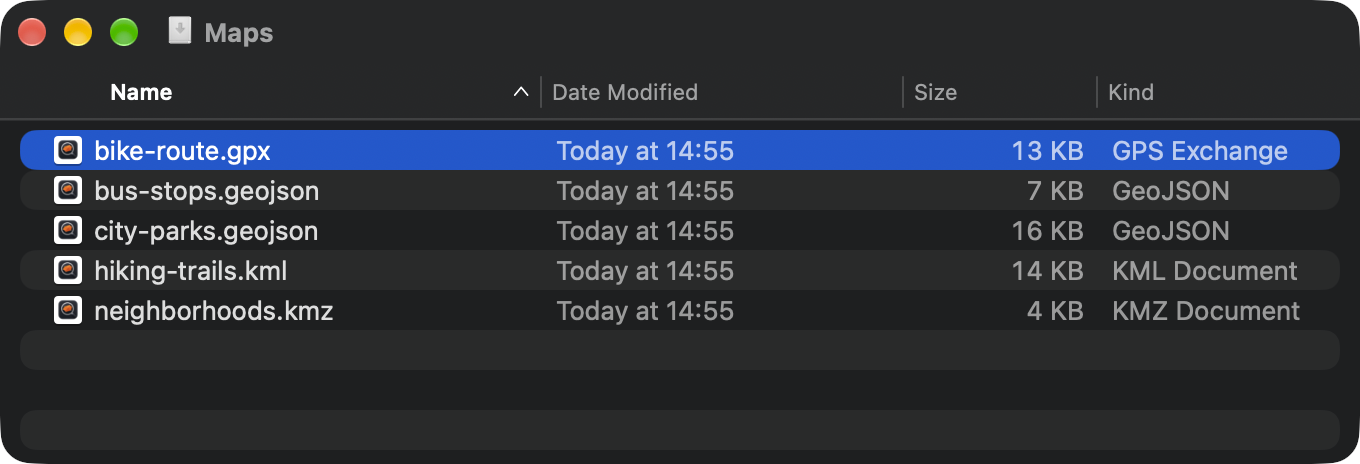 Maps
Name Date Modified Size Kind
bike-route.gpx Today at 14:55 13 KB GPS Exchange
bus-stops.geojson Today at 14:55 7 KB GeoJSON
city-parks.geojson Today at 14:55 16 KB GeoJSON
hiking-trails.kml Today at 14:55 14 KB KML Document
neighborhoods.kmz Today at 14:55 4 KB KMZ Document